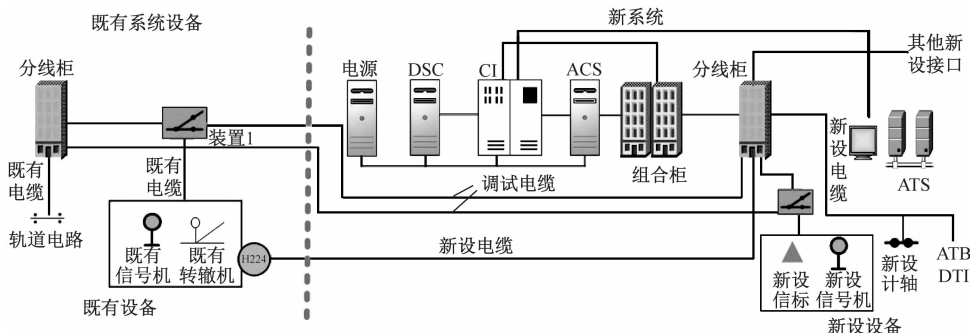 既有系统设备
新系统
其他新
设接口
分线柜
电源
DSC
CI
ACS
分线柜
装置1
新设电缆
既有
电缆
既有
电缆
调试电缆
组合柜
ATS
轨道电路
既有
信号机
既有
转辙机
H224
新设电缆
新设
信标
新设
信号机
新设
计轴
ATB
DTI
既有设备
新设设备